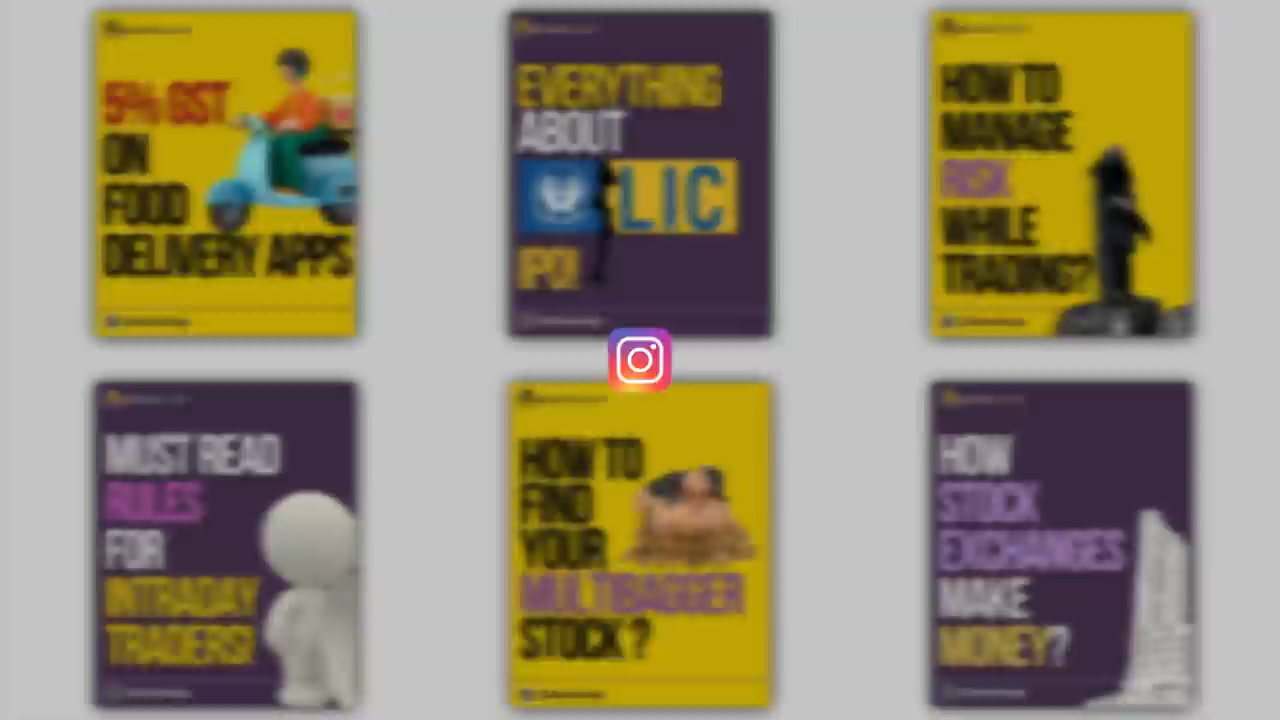 5% GST
ON
FOOD
DELIVERY APPS
EVERYTHING
ABOUT
LIC
IPO!
HOW TO
MANAGE
RISK
WHILE
TRADING?
MUST READ
RULES
FOR
INTRADAY
TRADERS!
HOW TO
FIND
YOUR
MULTIBAGGER
STOCK ?
HOW
STOCK
EXCHANGES
MAKE
MONEY?